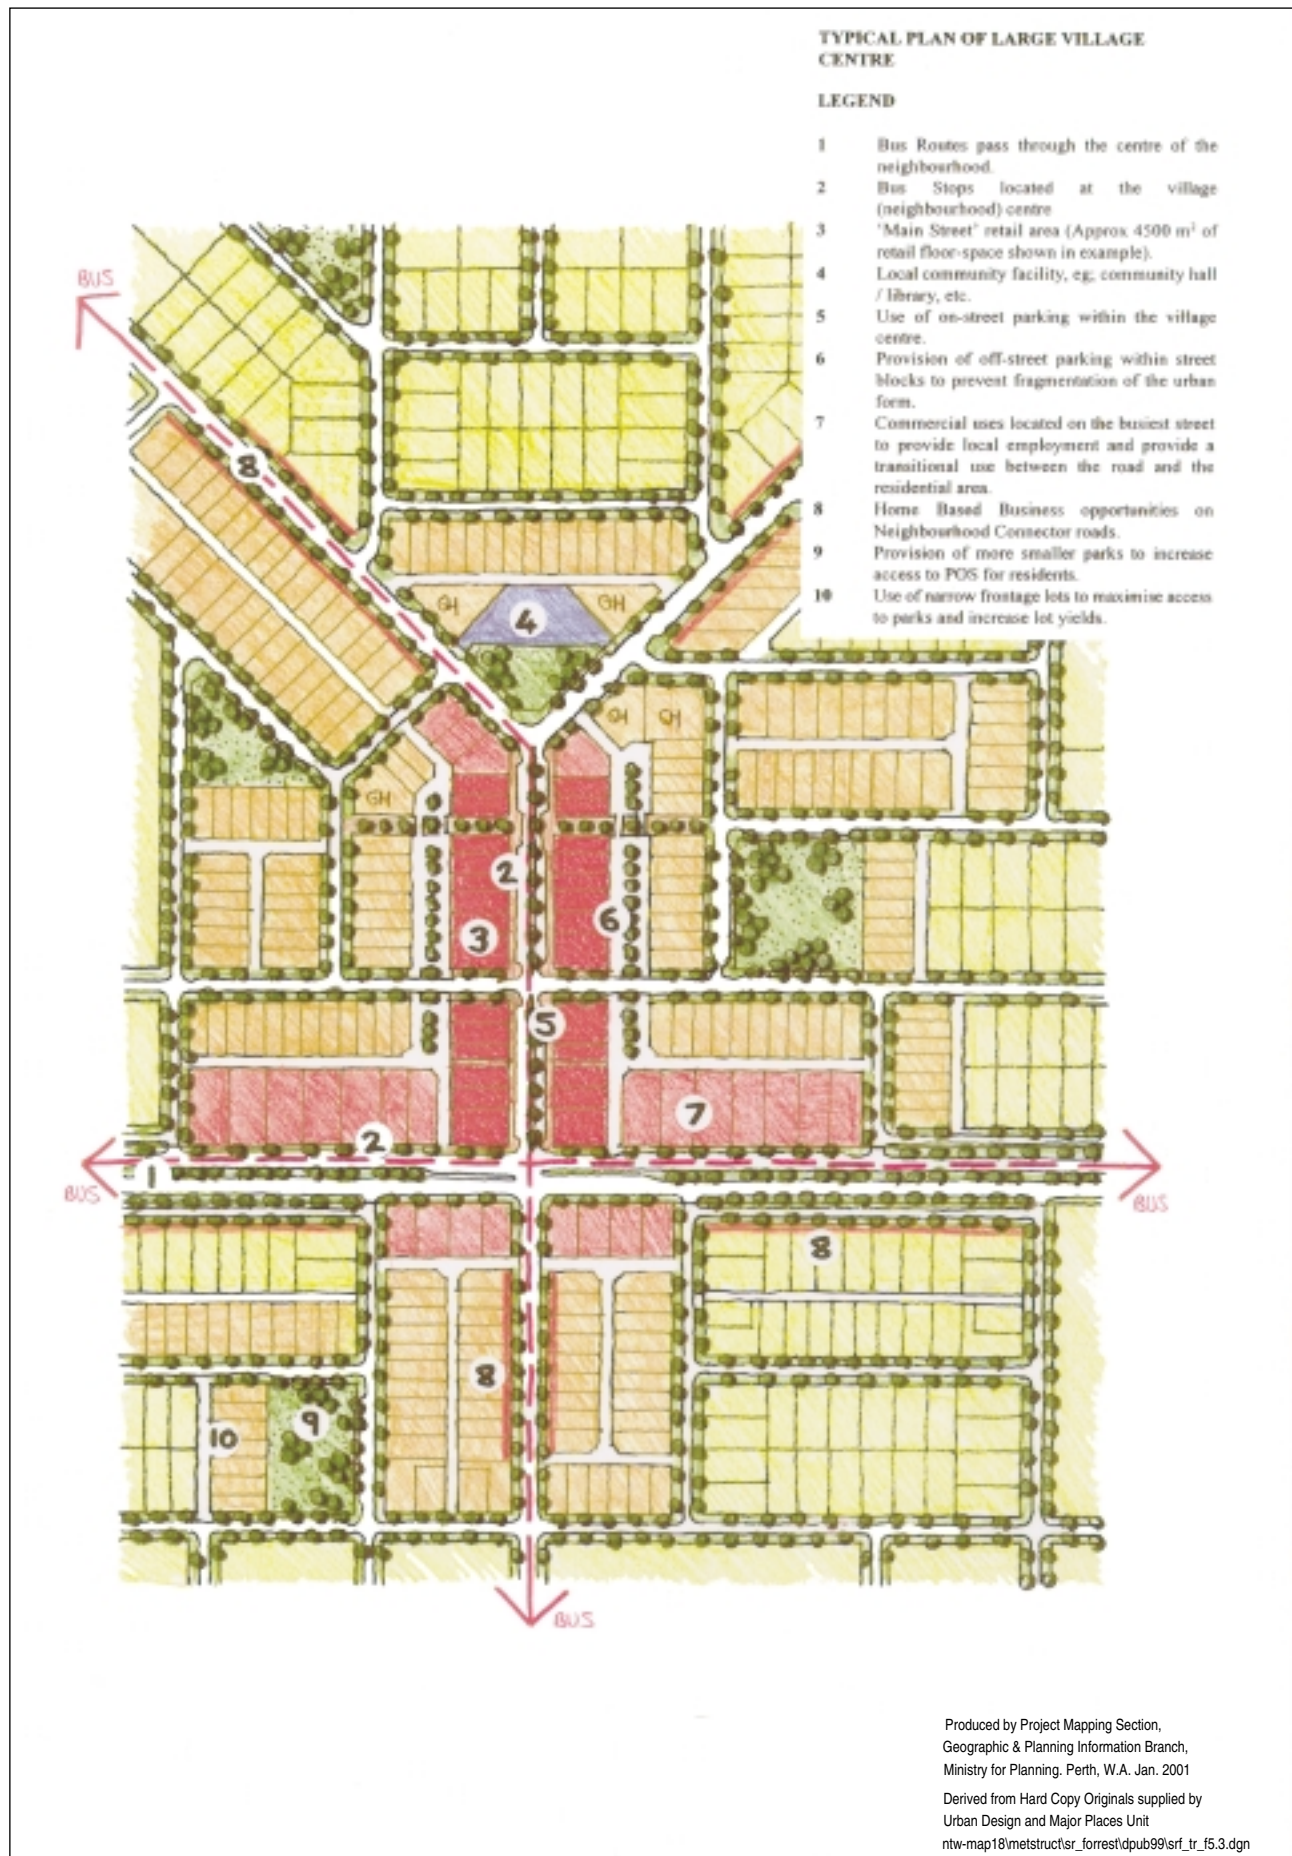 TYPICAL PLAN OF LARGE VILLAGE
CENTRE
LEGEND
1 Bus Routes pass through the centre of the
neighbourhood.
2 Bus Stops located at the village
(neighbourhood) centre
3 'Main Street' retail area (Approx 4500 m² of
retail floor-space shown in example).
4 Local community facility, eg; community hall
/ library, etc.
5 Use of on-street parking within the village
centre.
6 Provision of off-street parking within street
blocks to prevent fragmentation of the urban
form.
7 Commercial uses located on the busiest street
to provide local employment and provide a
transitional use between the road and the
residential area.
8 Home Based Business opportunities on
Neighbourhood Connector roads.
9 Provision of more smaller parks to increase
access to POS for residents.
10 Use of narrow frontage lots to maximise access
to parks and increase lot yields.
BUS
8
GH
4
GH
GH
GH
GH
2
3
6
5
7
2
1
BUS
BUS
8
8
10
9
BUS
Produced by Project Mapping Section,
Geographic & Planning Information Branch,
Ministry for Planning. Perth, W.A. Jan. 2001
Derived from Hard Copy Originals supplied by
Urban Design and Major Places Unit
ntw-map18\metstruct\sr_forrest\dpub99\srf_tr_f5.3.dgn